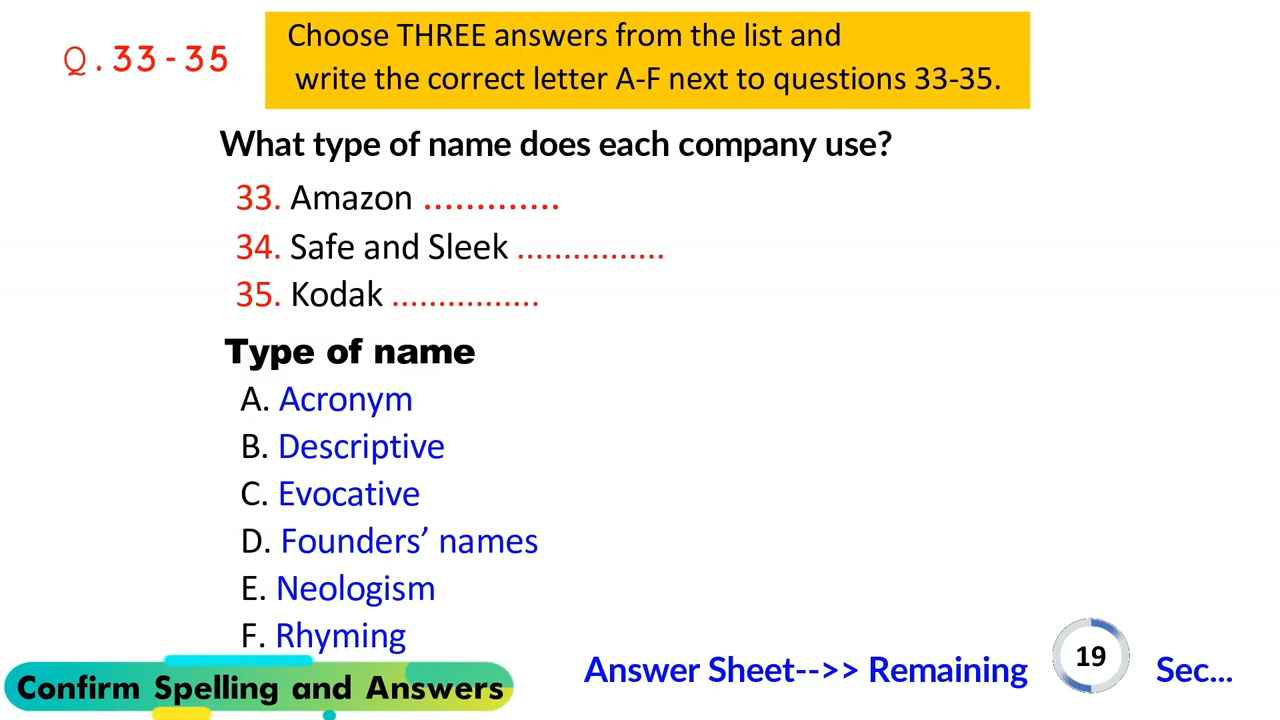 Q.33-35
Choose THREE answers from the list and
write the correct letter A-F next to questions 33-35.
What type of name does each company use?
33. Amazon .............
34. Safe and Sleek ................
35. Kodak ................
Type of name
A. Acronym
B. Descriptive
C. Evocative
D. Founders’ names
E. Neologism
F. Rhyming
Confirm Spelling and Answers
Answer Sheet-->> Remaining 19 Sec...